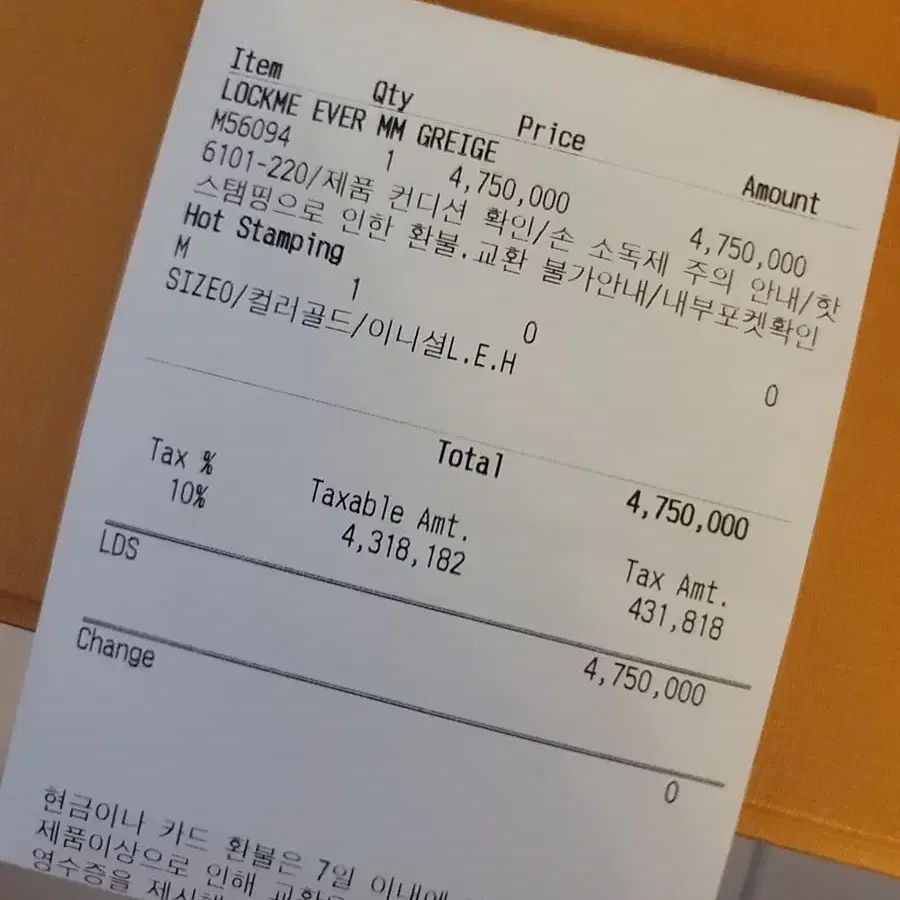 Item Qty Price Amount
LOCKME EVER MM GREIGE
M56094 1 4,750,000 4,750,000
6101-220/제품 컨디션 확인/손 소독제 주의 안내/핫
스탬핑으로 인한 환불.교환 불가안내/내부포켓확인
Hot Stamping
M 1 0 0
SIZE0/컬러골드/이니셜L.E.H
Total 4,750,000
Tax % Taxable Amt. Tax Amt.
10% 4,318,182 431,818
LDS 4,750,000
Change 0
현금이나 카드 환불은 7일 이내에
제품이상으로 인해
영수증을